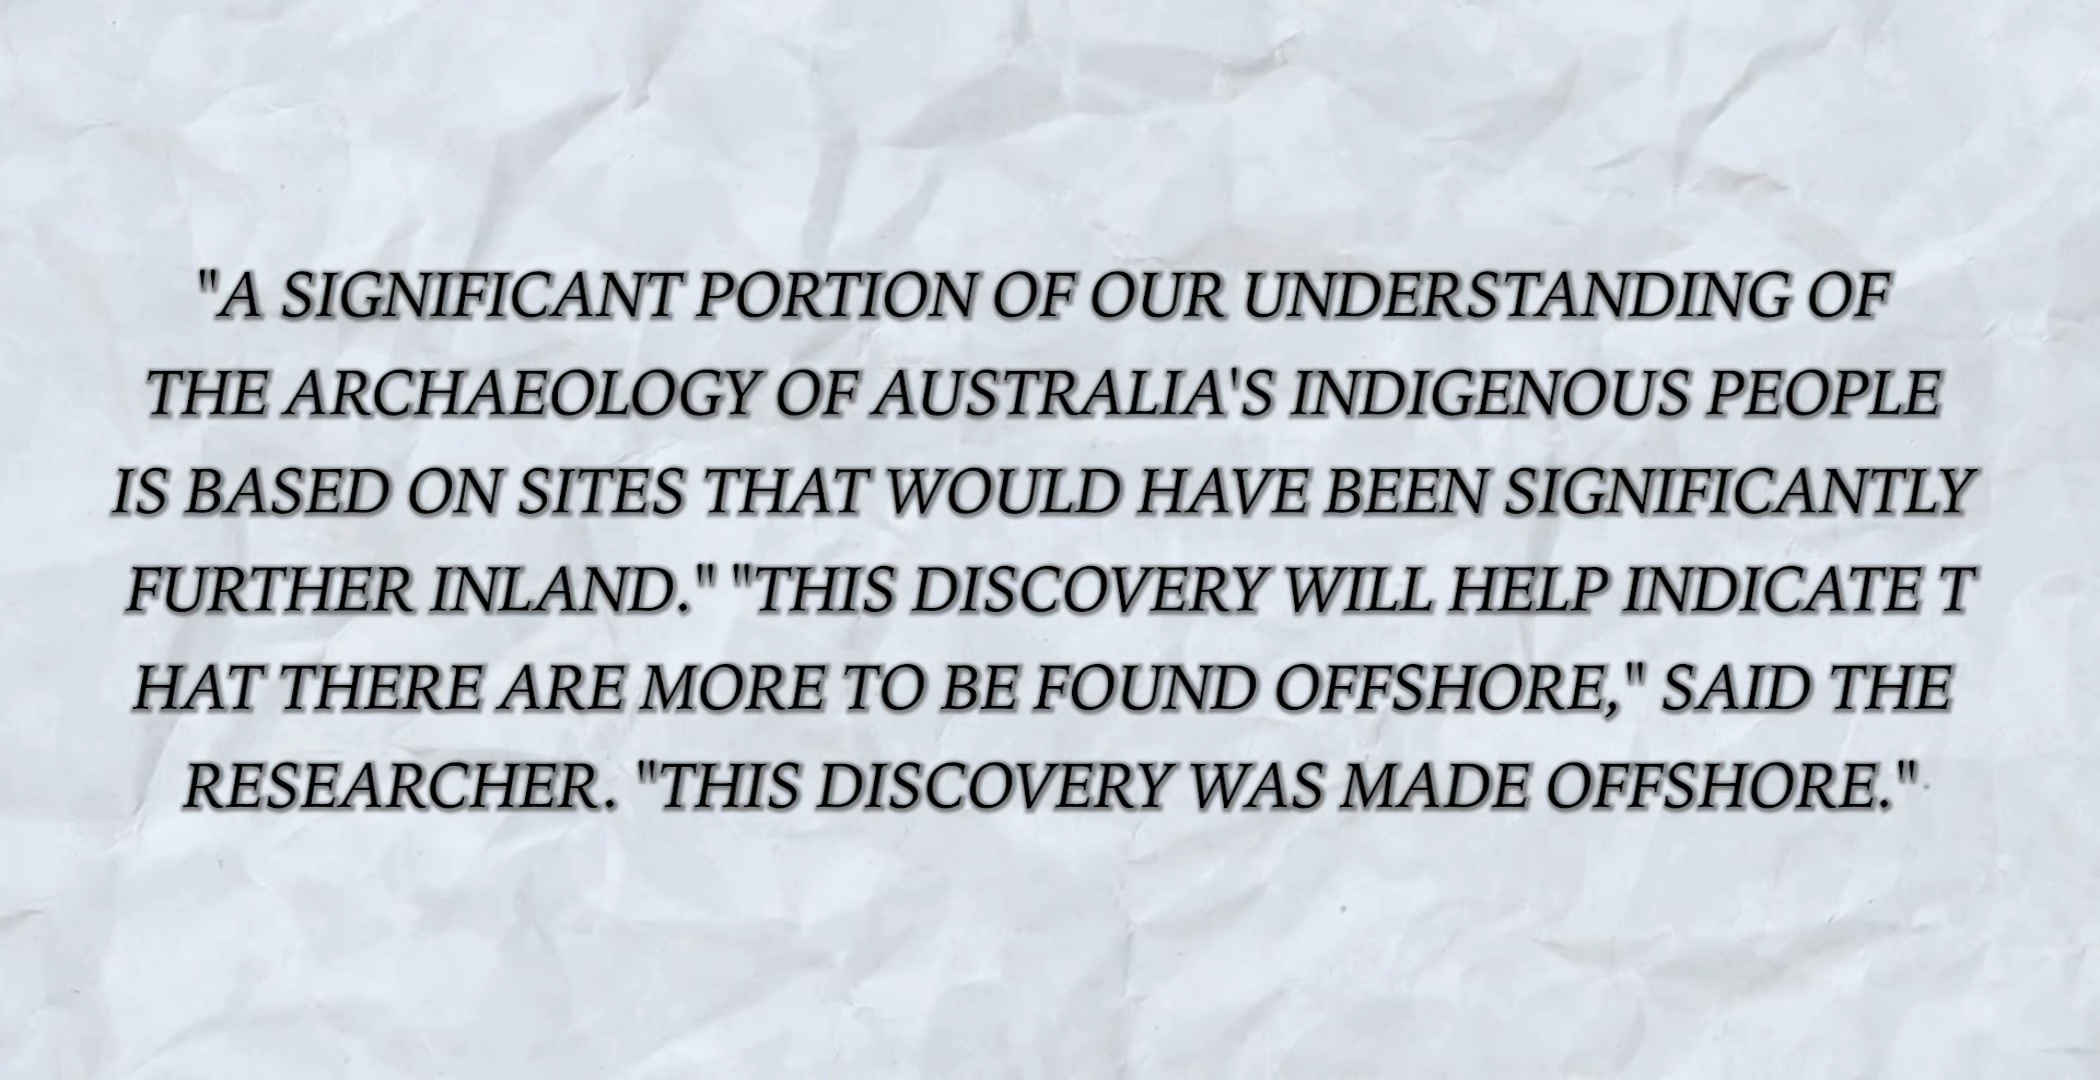 "A SIGNIFICANT PORTION OF OUR UNDERSTANDING OF
THE ARCHAEOLOGY OF AUSTRALIA'S INDIGENOUS PEOPLE
IS BASED ON SITES THAT WOULD HAVE BEEN SIGNIFICANTLY
FURTHER INLAND." "THIS DISCOVERY WILL HELP INDICATE T
HAT THERE ARE MORE TO BE FOUND OFFSHORE," SAID THE
RESEARCHER. "THIS DISCOVERY WAS MADE OFFSHORE."